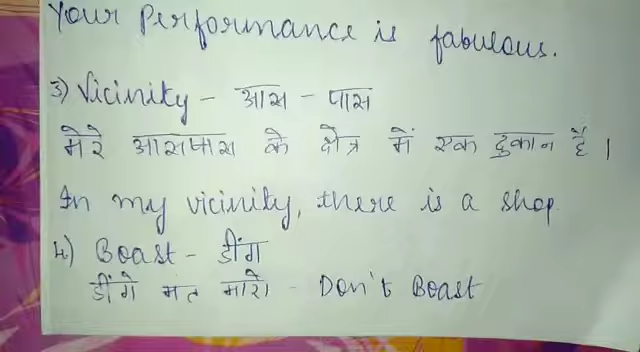 Your Performance is fabulous.
3) Vicinity - आस - पास
मेरे आसपास के क्षेत्र में एक दुकान है।
In my vicinity, there is a shop
4) Boast - डींग
डींगे मत मारो - Don't Boast